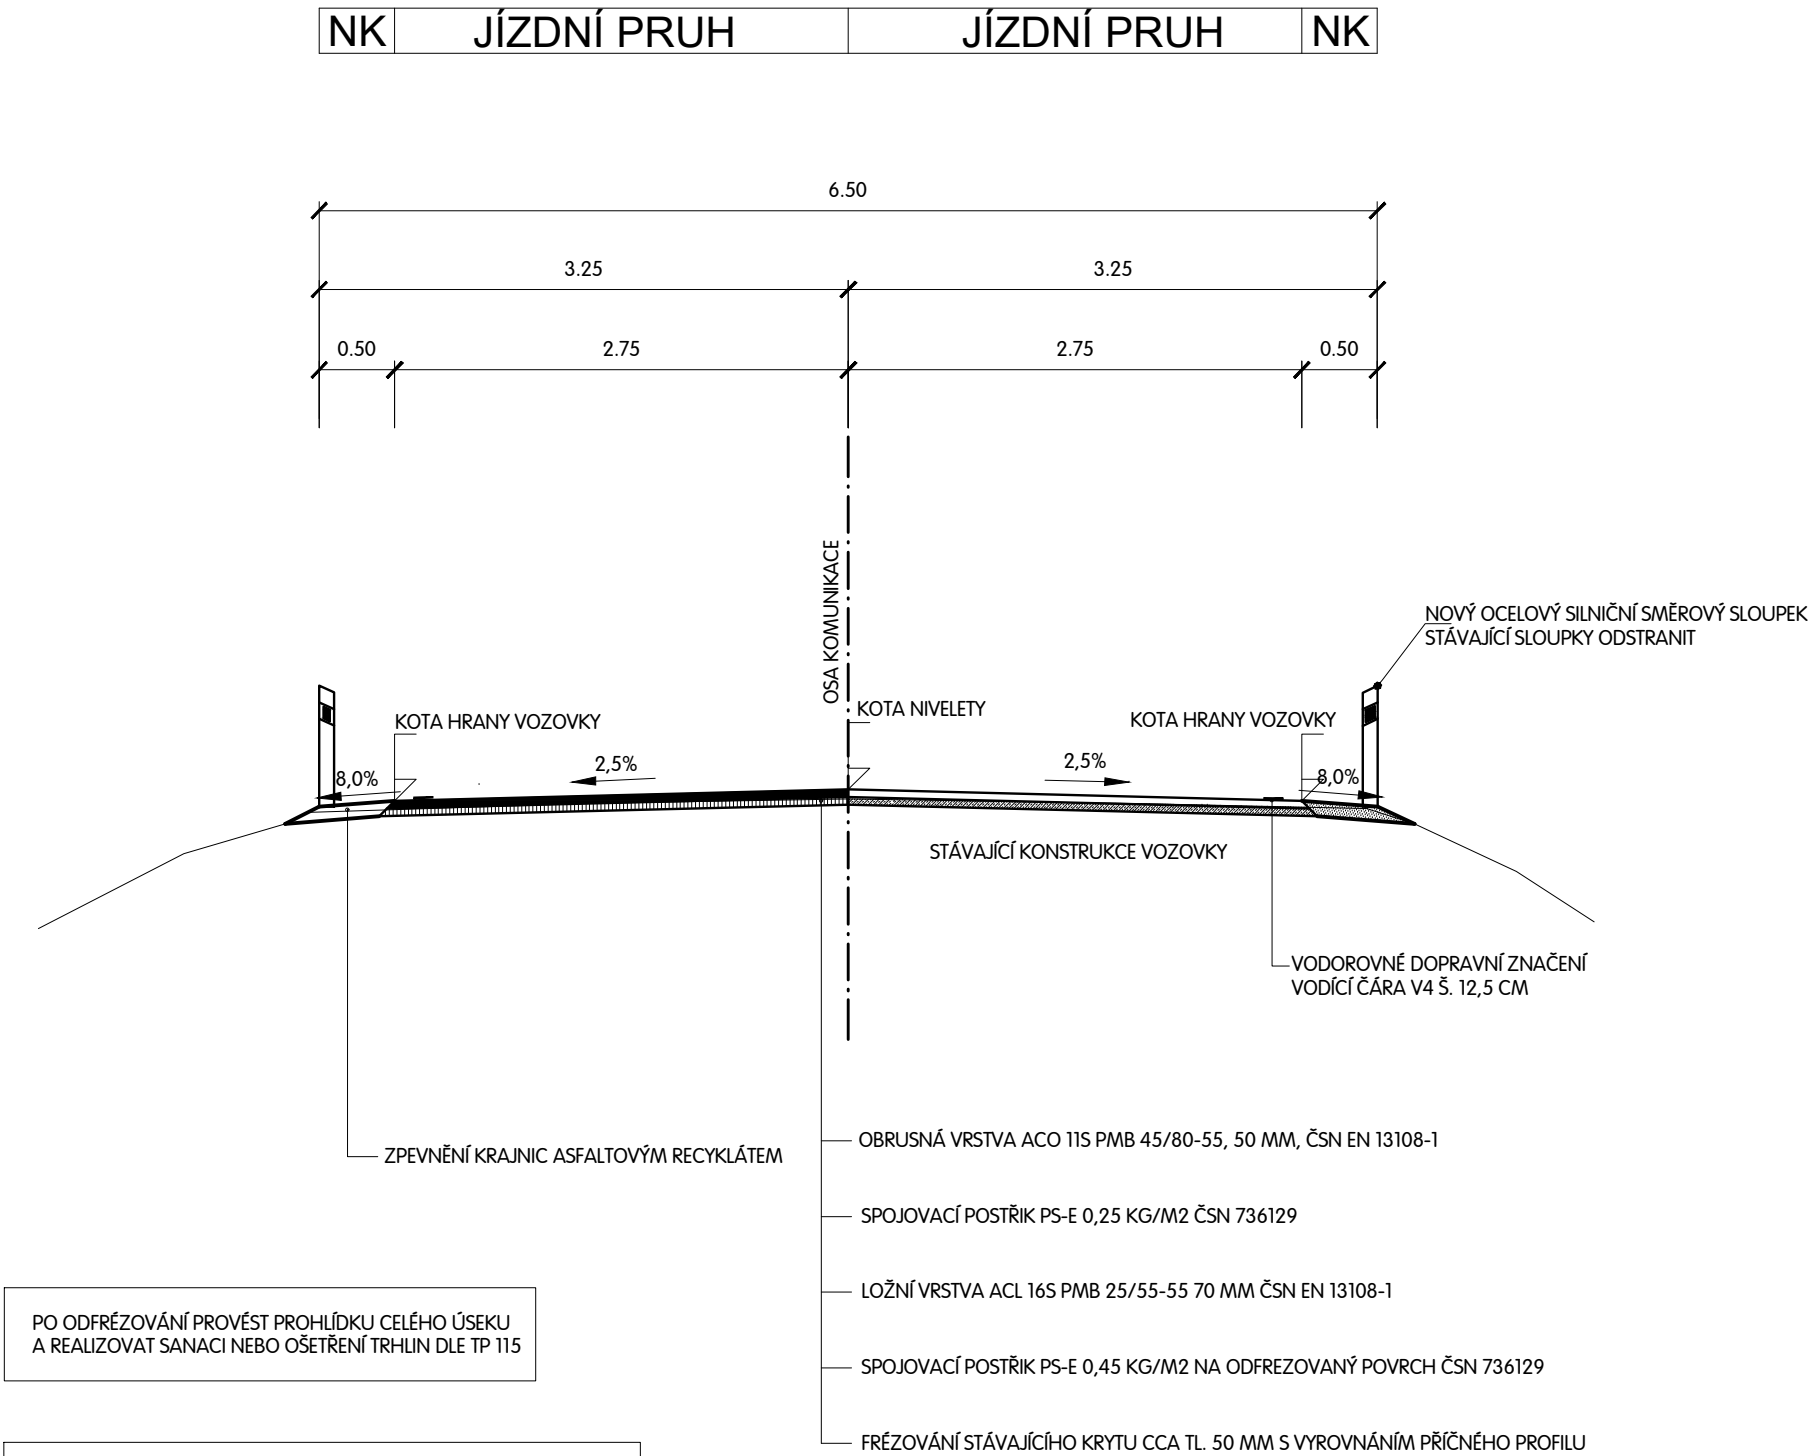 NK JÍZDNÍ PRUH JÍZDNÍ PRUH NK
6.50
3.25 3.25
0.50 2.75 2.75 0.50
OSA KOMUNIKACE
NOVÝ OCELOVÝ SILNIČNÍ SMĚROVÝ SLOUPEK
STÁVAJÍCÍ SLOUPKY ODSTRANIT
KOTA HRANY VOZOVKY KOTA NIVELETY KOTA HRANY VOZOVKY
8,0% 2,5% 2,5% 8,0%
STÁVAJÍCÍ KONSTRUKCE VOZOVKY
VODOROVNÉ DOPRAVNÍ ZNAČENÍ
VODÍCÍ ČÁRA V4 Š. 12,5 CM
ZPEVNĚNÍ KRAJNIC ASFALTOVÝM RECYKLÁTEM
OBRUSNÁ VRSTVA ACO 11S PMB 45/80-55, 50 MM, ČSN EN 13108-1
SPOJOVACÍ POSTŘIK PS-E 0,25 KG/M2 ČSN 736129
LOŽNÍ VRSTVA ACL 16S PMB 25/55-55 70 MM ČSN EN 13108-1
SPOJOVACÍ POSTŘIK PS-E 0,45 KG/M2 NA ODFREZOVANÝ POVRCH ČSN 736129
FRÉZOVÁNÍ STÁVAJÍCÍHO KRYTU CCA TL. 50 MM S VYROVNÁNÍM PŘÍČNÉHO PROFILU
PO ODFRÉZOVÁNÍ PROVÉST PROHLÍDKU CELÉHO ÚSEKU
A REALIZOVAT SANACI NEBO OŠETŘENÍ TRHLIN DLE TP 115